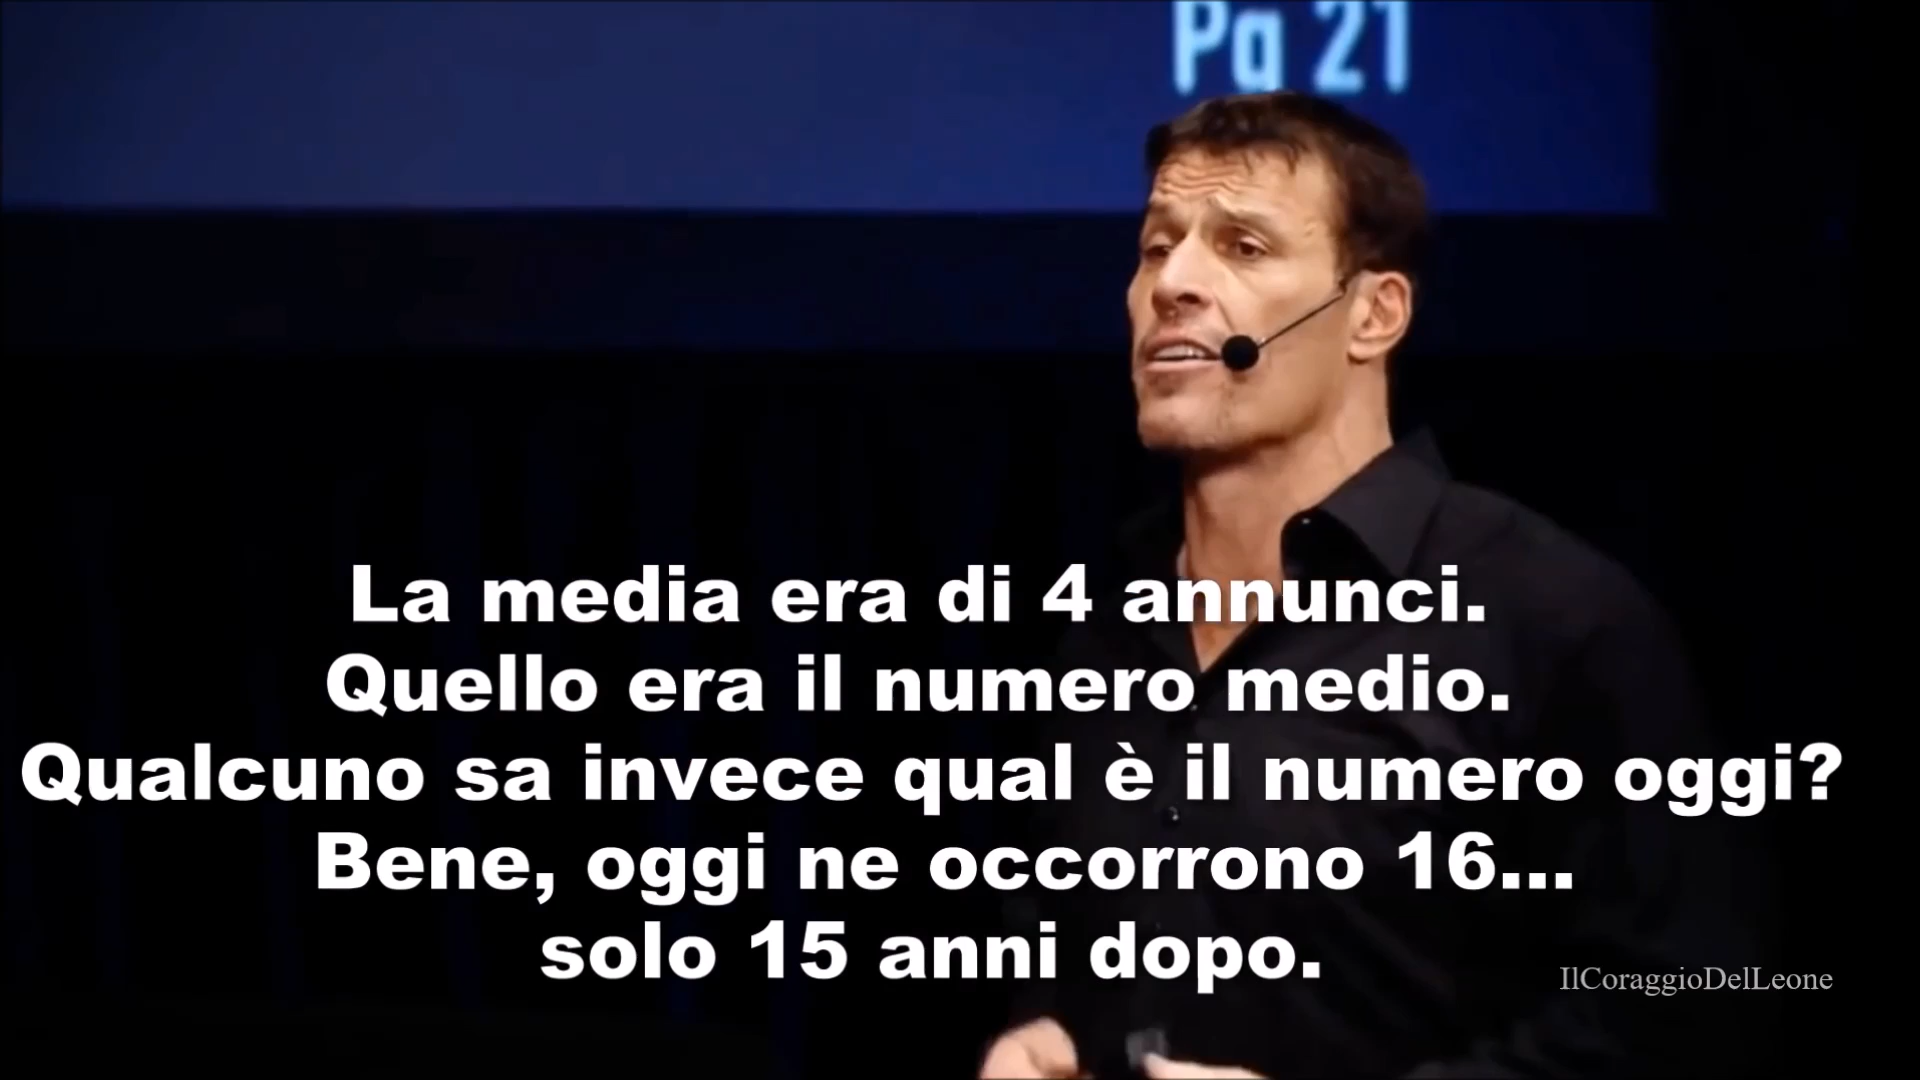 Pg 21
La media era di 4 annunci.
Quello era il numero medio.
Qualcuno sa invece qual è il numero oggi?
Bene, oggi ne occorrono 16...
solo 15 anni dopo.
IlCoraggioDelLeone